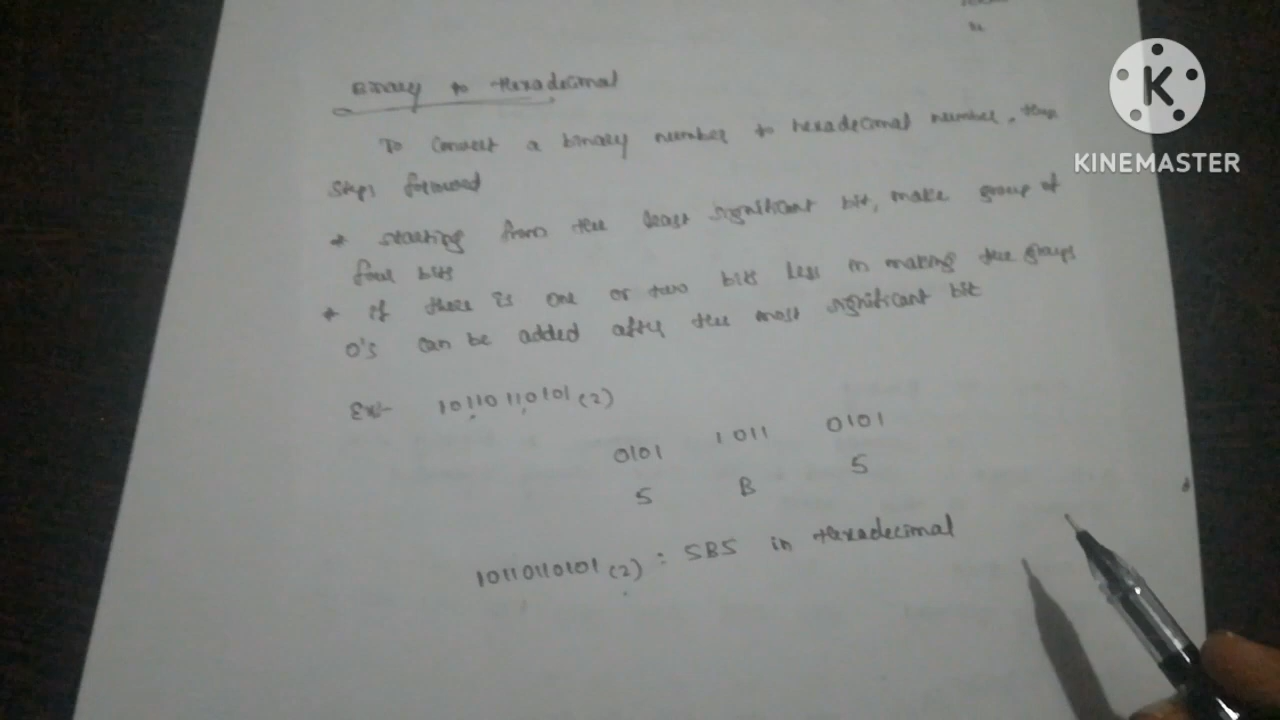 Binary to Hexadecimal
To convert a binary number to hexadecimal number, these
steps followed
* starting from the least significant bit, make group of
four bits
* if there is one or two bits less in making the groups
0's can be added after the most significant bit
Ex:- 10110110101 (2)
0101 1011 0101
5 B 5
10110110101 (2) : 5B5 in Hexadecimal
KINEMASTER